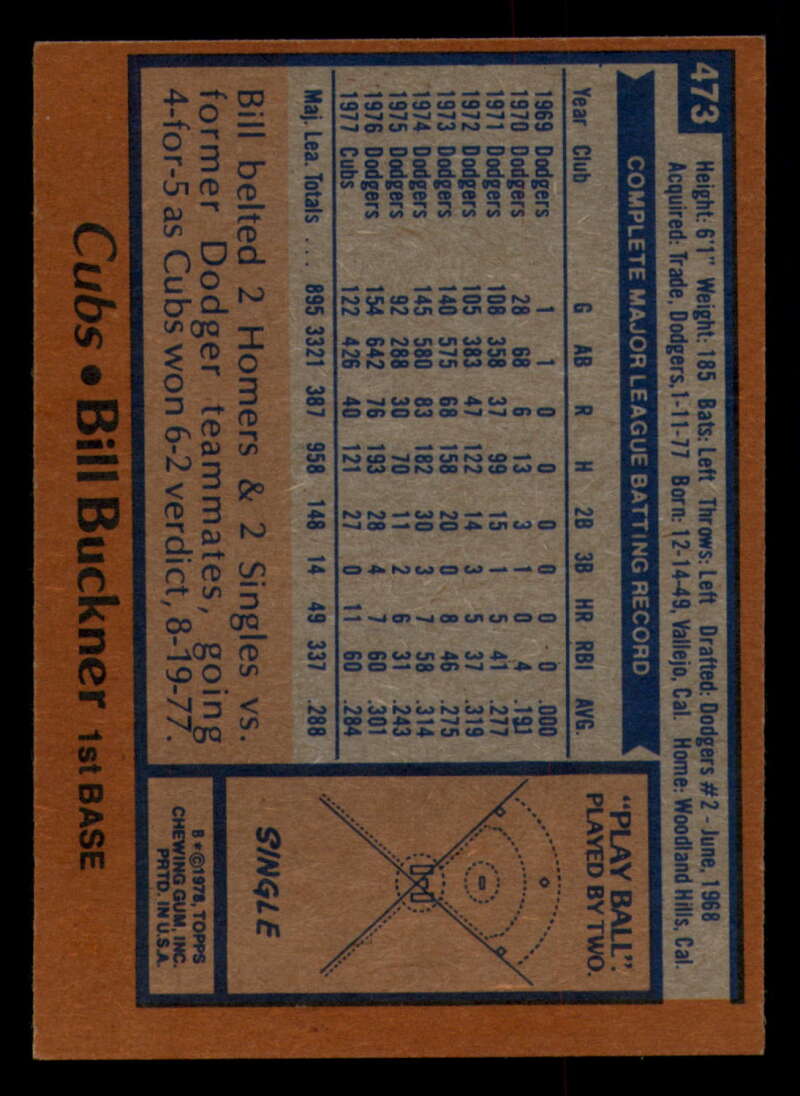 473
Height: 6'1" Weight: 185 Bats: Left Throws: Left Drafted: Dodgers #2 - June, 1968
Acquired: Trade, Dodgers, 1-11-77 Born: 12-14-49, Vallejo, Cal. Home: Woodland Hills, Cal.
COMPLETE MAJOR LEAGUE BATTING RECORD
Year Club G AB R H 2B 3B HR RBI AVG.
1969 Dodgers 1 1 0 0 0 0 0 0 .000
1970 Dodgers 28 68 6 13 3 1 0 4 .191
1971 Dodgers 108 358 37 99 15 1 5 41 .277
1972 Dodgers 105 383 47 122 14 3 5 37 .319
1973 Dodgers 140 575 68 158 20 0 8 46 .275
1974 Dodgers 145 580 83 182 30 3 7 58 .314
1975 Dodgers 92 288 30 70 11 2 6 31 .243
1976 Dodgers 154 642 76 193 28 4 7 60 .301
1977 Cubs 122 426 40 121 27 0 11 60 .284
Maj. Lea. Totals .... 895 3321 387 958 148 14 49 337 .288
Bill belted 2 Homers & 2 Singles vs.
former Dodger teammates, going
4-for-5 as Cubs won 6-2 verdict, 8-19-77.
"PLAY BALL".
PLAYED BY TWO.
SINGLE
B*©1978, TOPPS
CHEWING GUM, INC.
PRTD. IN U.S.A.
Cubs • Bill Buckner 1st BASE